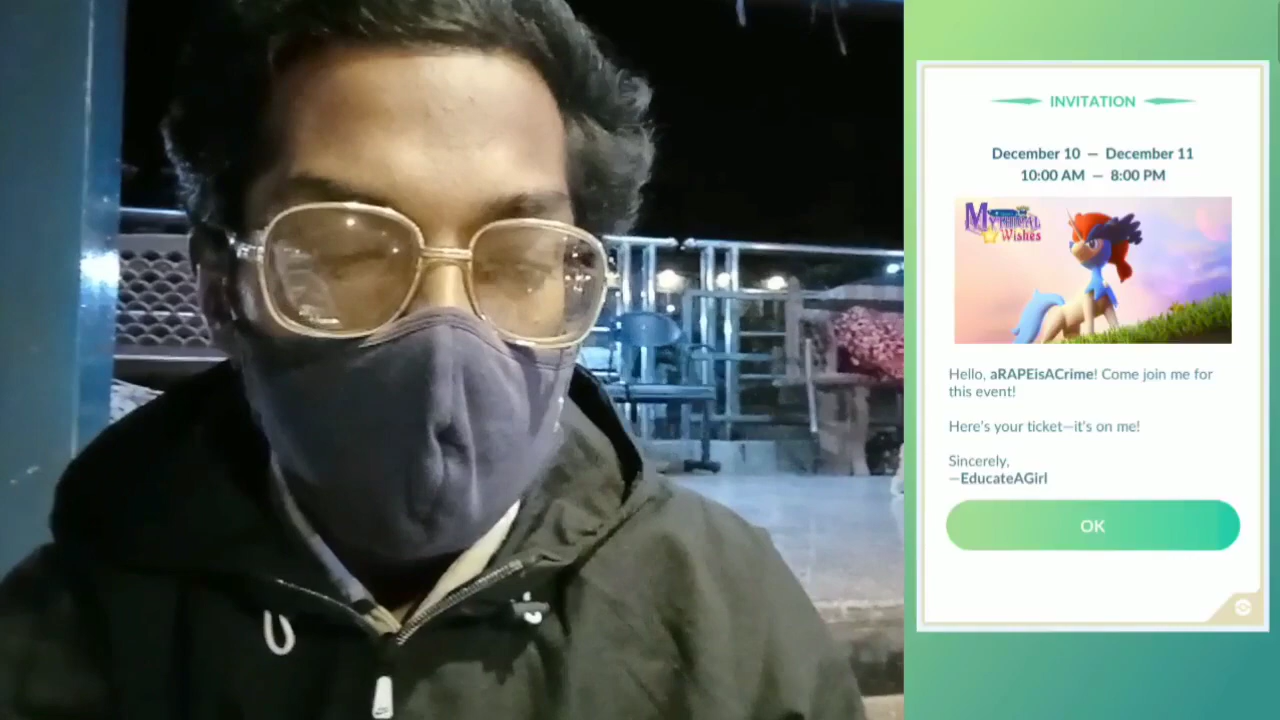 INVITATION
December 10 — December 11
10:00 AM — 8:00 PM
MYTHICAL
Wishes
Hello, aRAPEisACrime! Come join me for
this event!
Here's your ticket—it's on me!
Sincerely,
—EducateAGirl
OK